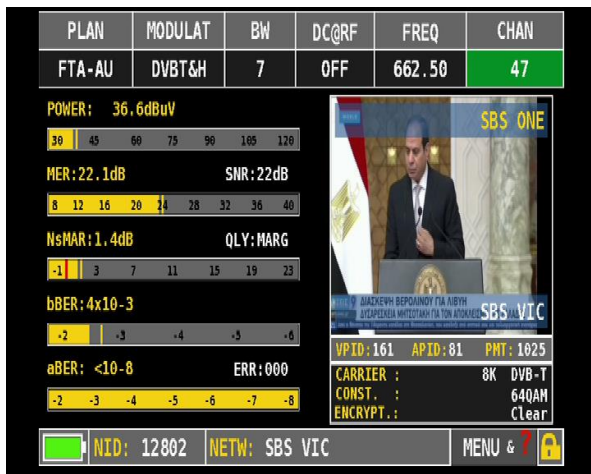 PLAN MODULAT BW DC@RF FREQ CHAN
FTA-AU DVBT&H 7 OFF 662.50 47
POWER: 36.6dBuV
30 45 60 75 90 105 120
MER:22.1dB SNR:22dB
8 12 16 20 24 28 32 36 40
NsMAR:1.4dB QLY:MARG
-1 3 7 11 15 19 23
bBER:4x10-3
-2 -3 -4 -5 -6
aBER: <10-8 ERR:000
-2 -3 -4 -5 -6 -7 -8
SBS ONE
ΔΙΑΣΚΕΨΗ ΒΕΡΟΛΙΝΟΥ ΓΙΑ ΛΙΒΥΗ
ΔΥΣΑΡΕΣΚΕΙΑ ΜΗΤΣΟΤΑΚΗ ΓΙΑ ΤΟΝ
SBS VIC
VPID:161 APID:81 PMT:1025
CARRIER : 8K DVB-T
CONST. : 64QAM
ENCRYPT.: Clear
NID: 12802 NETW: SBS VIC MENU & ?